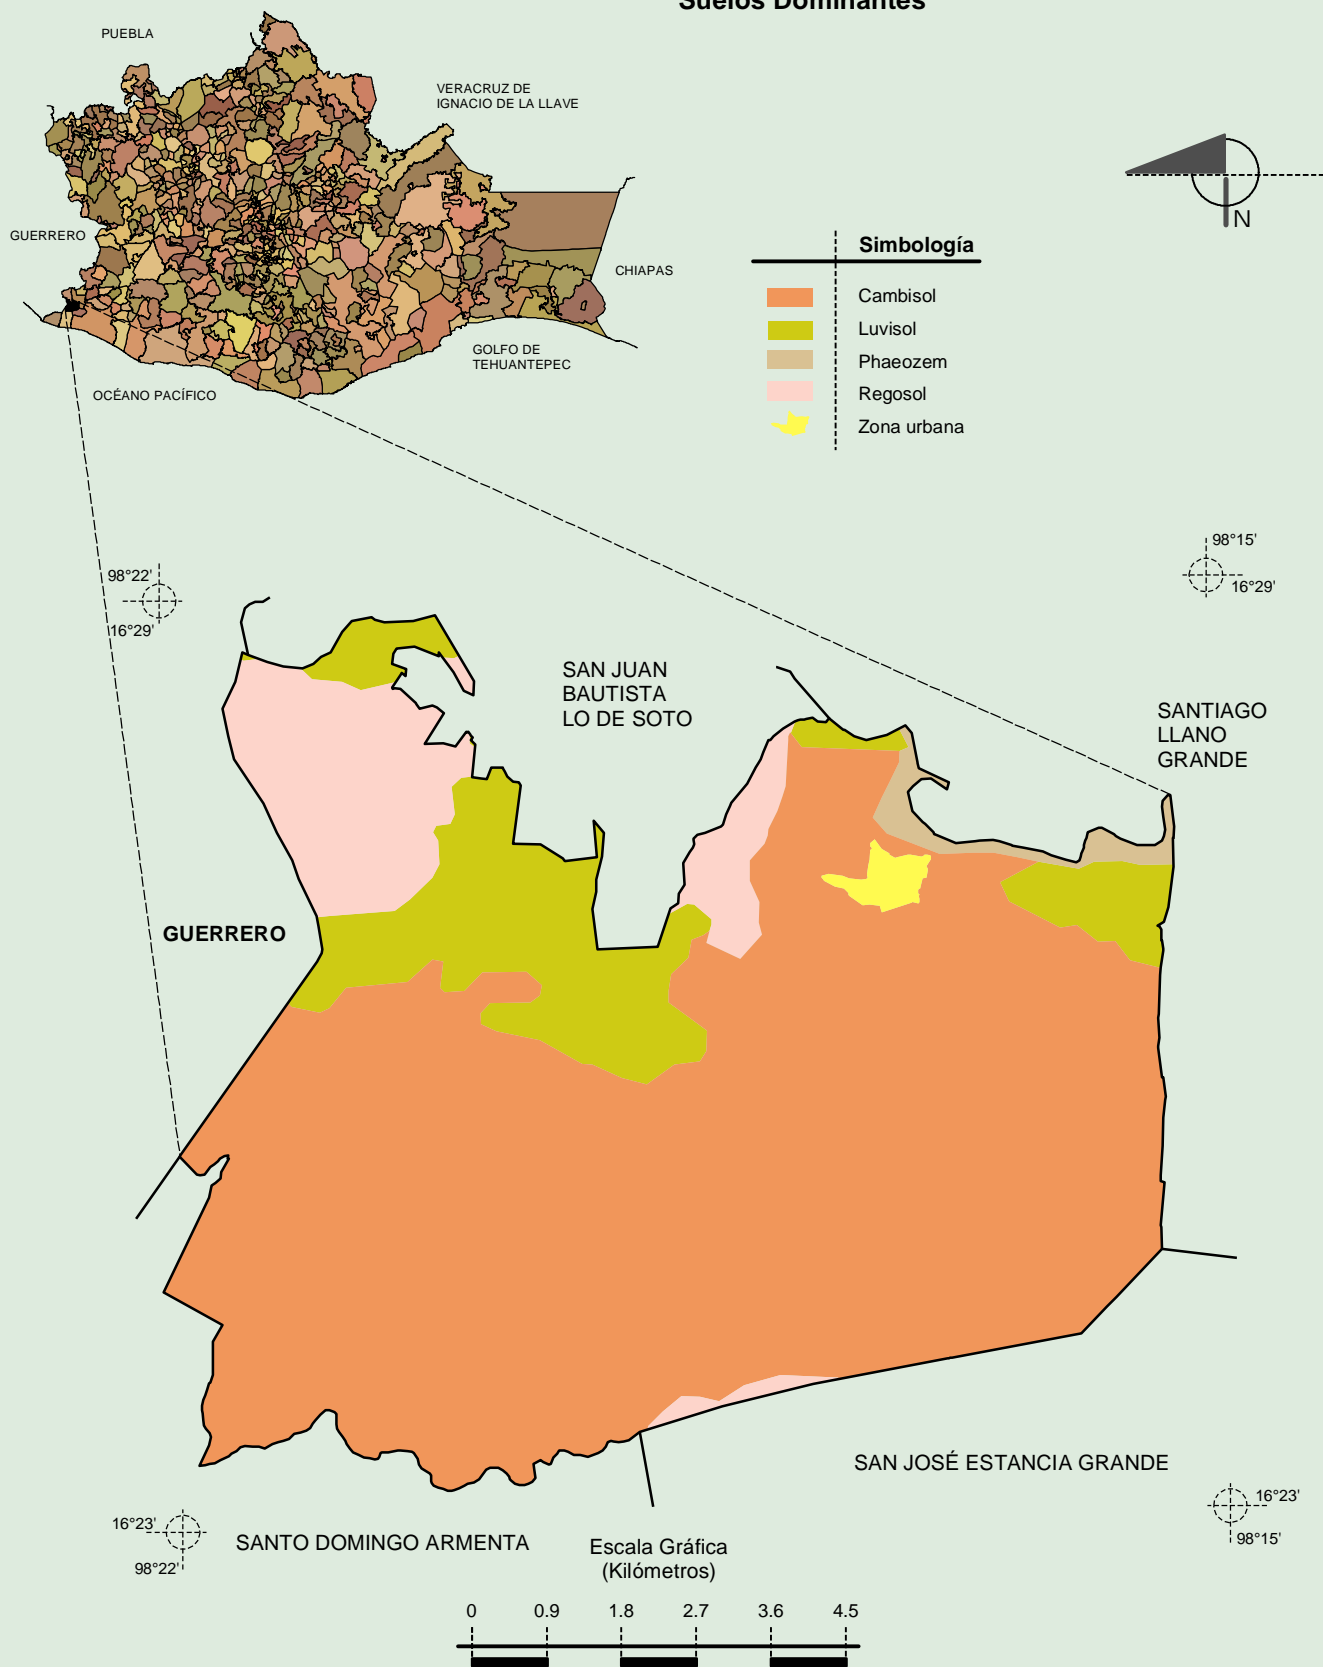 Suelos Dominantes
PUEBLA
VERACRUZ DE
IGNACIO DE LA LLAVE
GUERRERO
CHIAPAS
GOLFO DE
TEHUANTEPEC
OCÉANO PACÍFICO
N
Simbología
Cambisol
Luvisol
Phaeozem
Regosol
Zona urbana
98°22'
16°29'
98°15'
16°29'
SAN JUAN
BAUTISTA
LO DE SOTO
SANTIAGO
LLANO
GRANDE
GUERRERO
SAN JOSÉ ESTANCIA GRANDE
16°23'
98°22'
SANTO DOMINGO ARMENTA
16°23'
98°15'
Escala Gráfica
(Kilómetros)
0 0.9 1.8 2.7 3.6 4.5